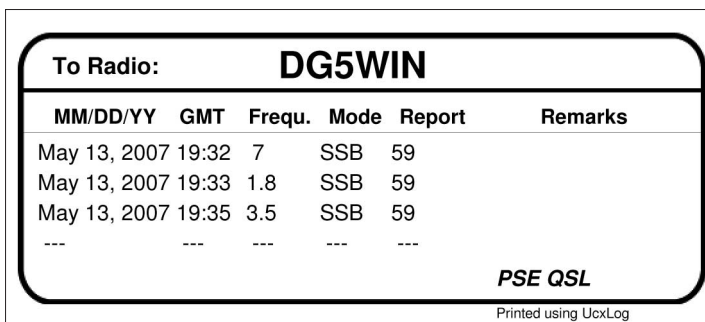 To Radio: DG5WIN
MM/DD/YY GMT Frequ. Mode Report Remarks
May 13, 2007 19:32 7 SSB 59
May 13, 2007 19:33 1.8 SSB 59
May 13, 2007 19:35 3.5 SSB 59
--- --- --- --- ---
PSE QSL
Printed using UcxLog